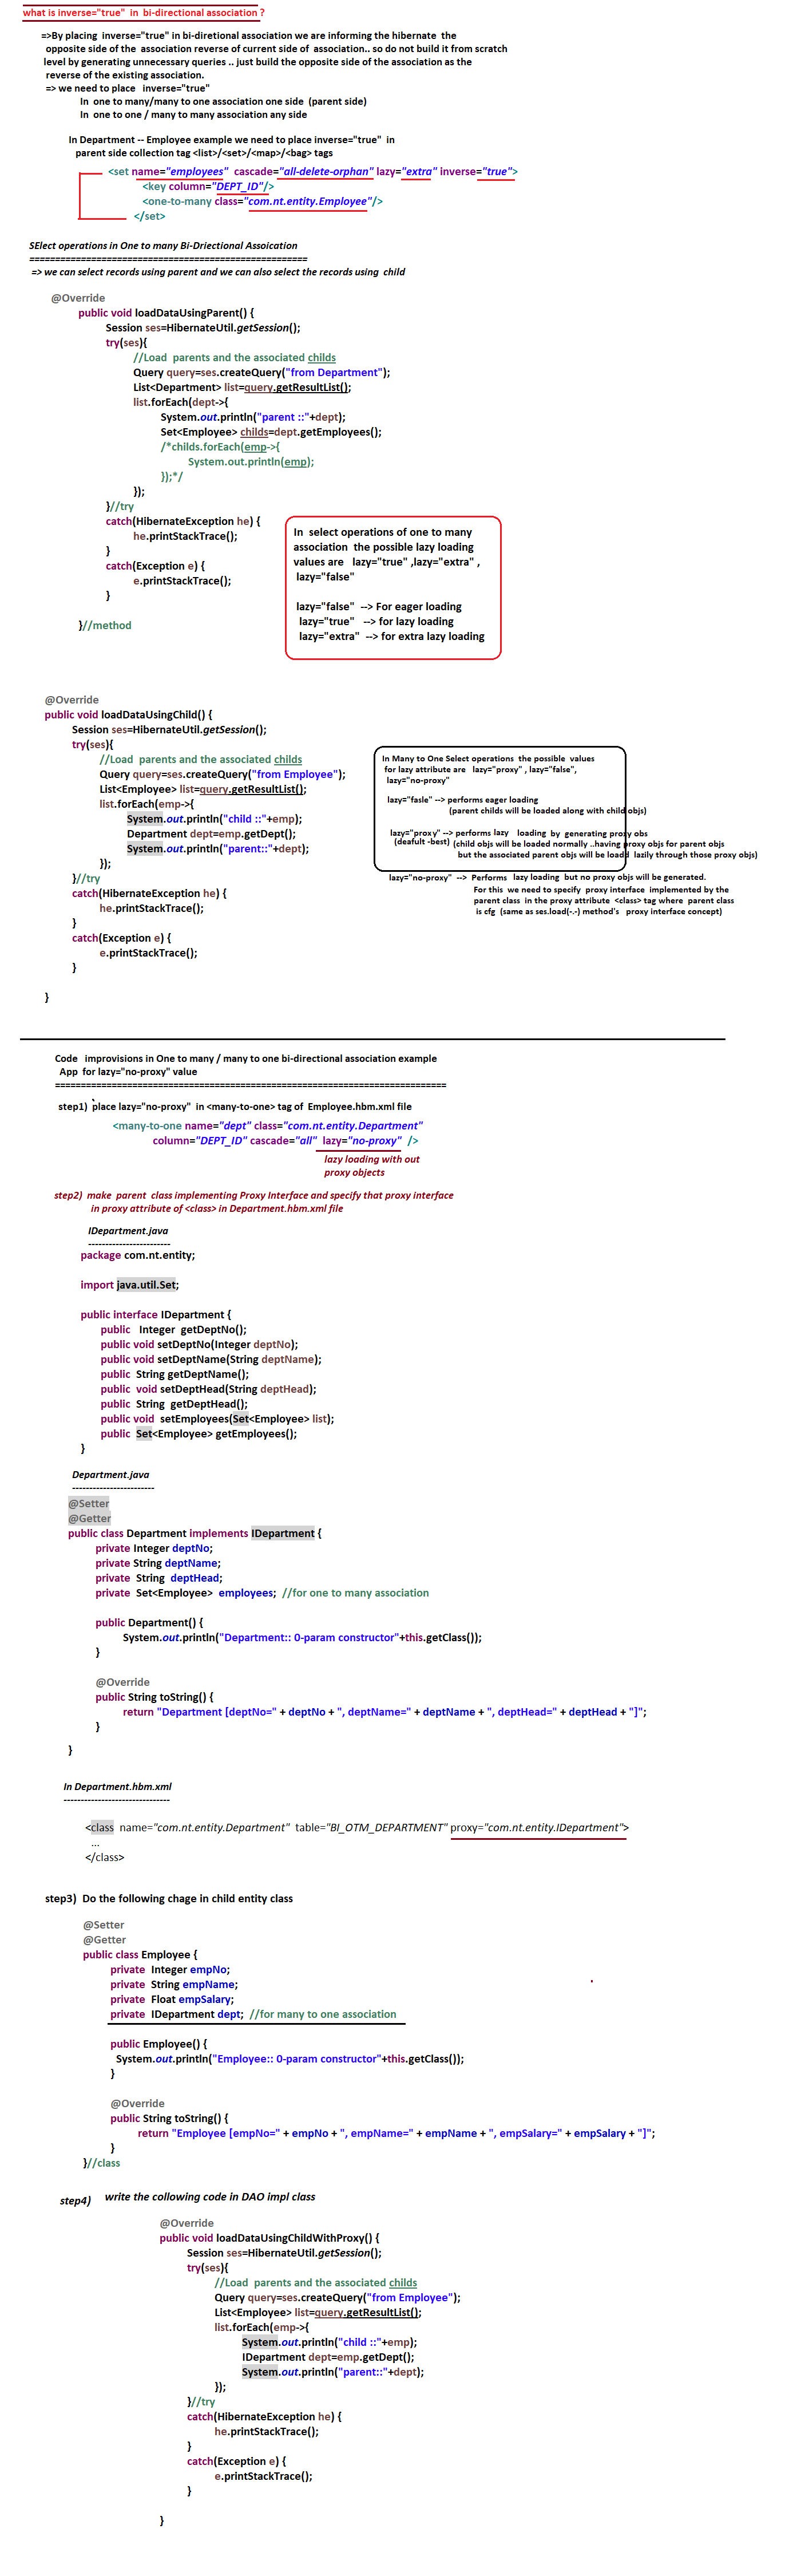 what is inverse="true" in bi-directional association ?
=>By placing inverse="true" in bi-diretional association we are informing the hibernate the
opposite side of the association reverse of current side of association.. so do not build it from scratch
level by generating unnecessary queries .. just build the opposite side of the association as the
reverse of the existing association.
=> we need to place inverse="true"
In one to many/many to one association one side (parent side)
In one to one / many to many association any side
In Department -- Employee example we need to place inverse="true" in
parent side collection tag <list>/<set>/<map>/<bag> tags
<set name="employees" cascade="all-delete-orphan" lazy="extra" inverse="true">
<key column="DEPT_ID"/>
<one-to-many class="com.nt.entity.Employee"/>
</set>
SElect operations in One to many Bi-Driectional Assoication
======================================================
=> we can select records using parent and we can also select the records using child
@Override
public void loadDataUsingParent() {
Session ses=HibernateUtil.getSession();
try(ses){
//Load parents and the associated childs
Query query=ses.createQuery("from Department");
List<Department> list=query.getResultList();
list.forEach(dept->{
System.out.println("parent ::"+dept);
Set<Employee> childs=dept.getEmployees();
/*childs.forEach(emp->{
System.out.println(emp);
});*/
});
}//try
catch(HibernateException he) {
he.printStackTrace();
}
catch(Exception e) {
e.printStackTrace();
}
}//method
In select operations of one to many
association the possible lazy loading
values are lazy="true" ,lazy="extra" ,
lazy="false"
lazy="false" --> For eager loading
lazy="true" --> for lazy loading
lazy="extra" --> for extra lazy loading
@Override
public void loadDataUsingChild() {
Session ses=HibernateUtil.getSession();
try(ses){
//Load parents and the associated childs
Query query=ses.createQuery("from Employee");
List<Employee> list=query.getResultList();
list.forEach(emp->{
System.out.println("child ::"+emp);
Department dept=emp.getDept();
System.out.println("parent::"+dept);
});
}//try
catch(HibernateException he) {
he.printStackTrace();
}
catch(Exception e) {
e.printStackTrace();
}
}
In Many to One Select operations the possible values
for lazy attribute are lazy="proxy" , lazy="false",
lazy="no-proxy"
lazy="fasle" --> performs eager loading
(parent childs will be loaded along with child objs)
lazy="proxy" --> performs lazy loading by generating proxy obs
(deafult -best) (child objs will be loaded normally ..having proxy objs for parent objs
but the associated parent objs will be loadd lazily through those proxy objs)
lazy="no-proxy" --> Performs lazy loading but no proxy objs will be generated.
For this we need to specify proxy interface implemented by the
parent class in the proxy attribute <class> tag where parent class
is cfg (same as ses.load(-.-) method's proxy interface concept)
Code improvisions in One to many / many to one bi-directional association example
App for lazy="no-proxy" value
===========================================================================
step1) place lazy="no-proxy" in <many-to-one> tag of Employee.hbm.xml file
<many-to-one name="dept" class="com.nt.entity.Department"
column="DEPT_ID" cascade="all" lazy="no-proxy" />
lazy loading with out
proxy objects
step2) make parent class implementing Proxy Interface and specify that proxy interface
in proxy attribute of <class> in Department.hbm.xml file
IDepartment.java
------------------------
package com.nt.entity;
import java.util.Set;
public interface IDepartment {
public Integer getDeptNo();
public void setDeptNo(Integer deptNo);
public void setDeptName(String deptName);
public String getDeptName();
public void setDeptHead(String deptHead);
public String getDeptHead();
public void setEmployees(Set<Employee> list);
public Set<Employee> getEmployees();
}
Department.java
------------------------
@Setter
@Getter
public class Department implements IDepartment {
private Integer deptNo;
private String deptName;
private String deptHead;
private Set<Employee> employees; //for one to many association
public Department() {
System.out.println("Department:: 0-param constructor"+this.getClass());
}
@Override
public String toString() {
return "Department [deptNo=" + deptNo + ", deptName=" + deptName + ", deptHead=" + deptHead + "]";
}
}
In Department.hbm.xml
-------------------------------
<class name="com.nt.entity.Department" table="BI_OTM_DEPARTMENT" proxy="com.nt.entity.IDepartment">
...
</class>
step3) Do the following chage in child entity class
@Setter
@Getter
public class Employee {
private Integer empNo;
private String empName;
private Float empSalary;
private IDepartment dept; //for many to one association
public Employee() {
System.out.println("Employee:: 0-param constructor"+this.getClass());
}
@Override
public String toString() {
return "Employee [empNo=" + empNo + ", empName=" + empName + ", empSalary=" + empSalary + "]";
}
}//class
step4) write the collowing code in DAO impl class
@Override
public void loadDataUsingChildWithProxy() {
Session ses=HibernateUtil.getSession();
try(ses){
//Load parents and the associated childs
Query query=ses.createQuery("from Employee");
List<Employee> list=query.getResultList();
list.forEach(emp->{
System.out.println("child ::"+emp);
IDepartment dept=emp.getDept();
System.out.println("parent::"+dept);
});
}//try
catch(HibernateException he) {
he.printStackTrace();
}
catch(Exception e) {
e.printStackTrace();
}
}